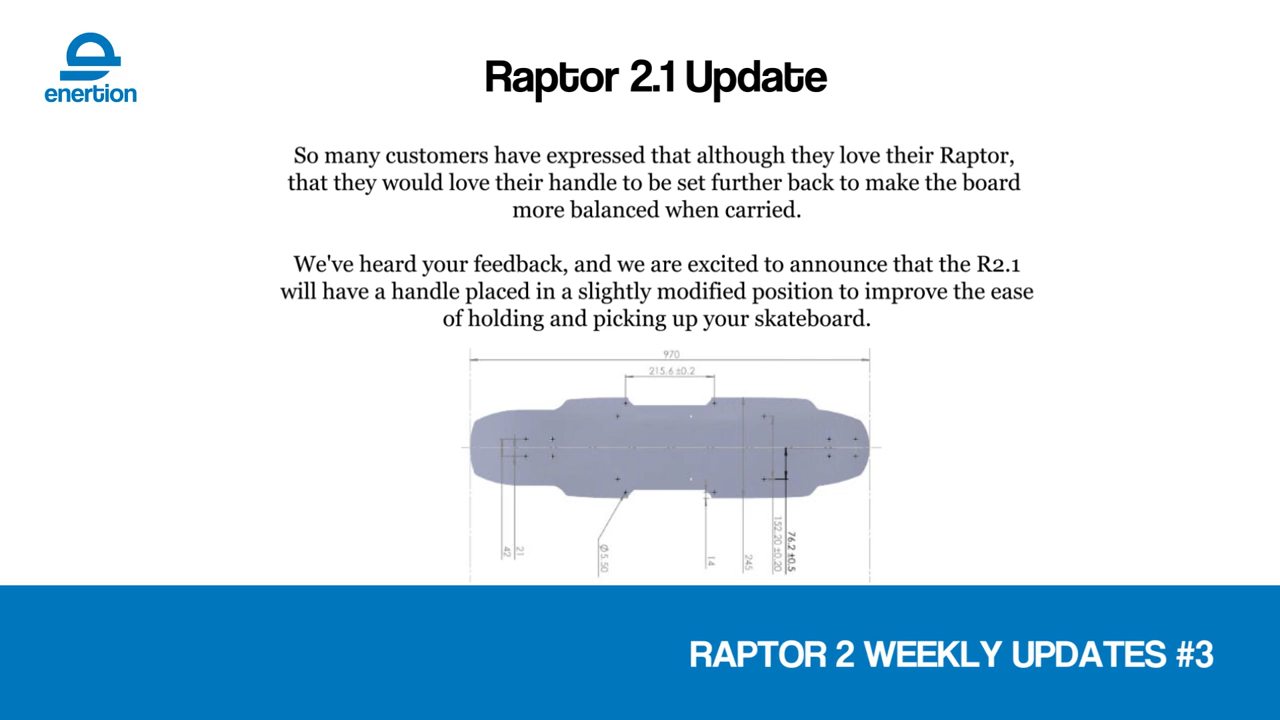 enertion
Raptor 2.1 Update
So many customers have expressed that although they love their Raptor,
that they would love their handle to be set further back to make the board
more balanced when carried.
We've heard your feedback, and we are excited to announce that the R2.1
will have a handle placed in a slightly modified position to improve the ease
of holding and picking up your skateboard.
970
215.6 ±0.2
42
21
Ø5.50
14
245
152.20 ±0.20
76.2 ±0.5
RAPTOR 2 WEEKLY UPDATES #3